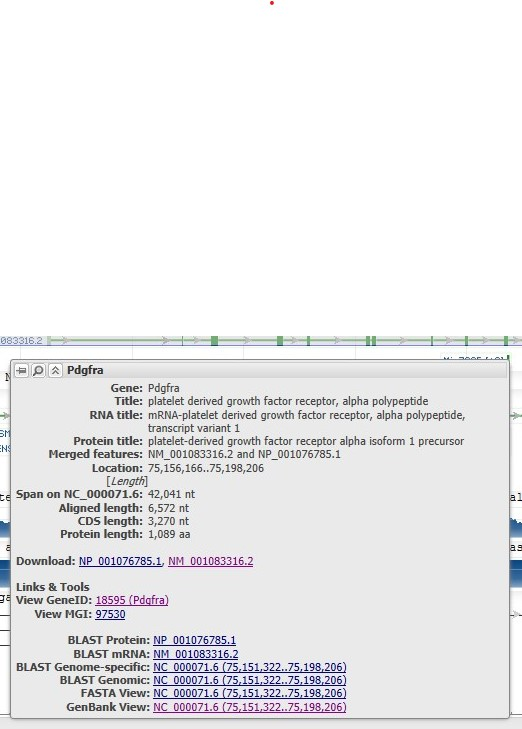 083316.2
Pdgfra
Gene: Pdgfra
Title: platelet derived growth factor receptor, alpha polypeptide
RNA title: mRNA-platelet derived growth factor receptor, alpha polypeptide,
transcript variant 1
Protein title: platelet-derived growth factor receptor alpha isoform 1 precursor
Merged features: NM_001083316.2 and NP_001076785.1
Location: 75,156,166..75,198,206
[Length]
Span on NC_000071.6: 42,041 nt
Aligned length: 6,572 nt
CDS length: 3,270 nt
Protein length: 1,089 aa
Download: NP_001076785.1, NM_001083316.2
Links & Tools
View GeneID: 18595 (Pdgfra)
View MGI: 97530
BLAST Protein: NP_001076785.1
BLAST mRNA: NM_001083316.2
BLAST Genome-specific: NC_000071.6 (75,151,322..75,198,206)
BLAST Genomic: NC_000071.6 (75,151,322..75,198,206)
FASTA View: NC_000071.6 (75,151,322..75,198,206)
GenBank View: NC_000071.6 (75,151,322..75,198,206)